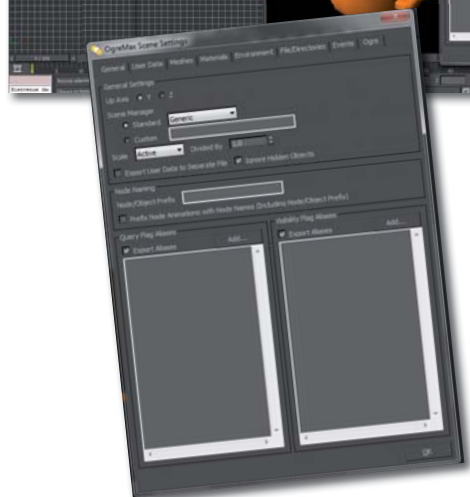 OgreMax Scene Settings
General User Data Meshes Materials Environment File/Directories Events Ogre
General Settings
Up Axis Y Z
Scene Manager
Standard Generic
Custom
Scale Active Divided By 1,0
Export User Data to Separate File Ignore Hidden Objects
Node Naming
Node/Object Prefix
Prefix Node Animations with Node Names (Including Node/Object Prefix)
Query Flag Aliases Visibility Flag Aliases
Export Aliases Add... Export Aliases Add...
OK